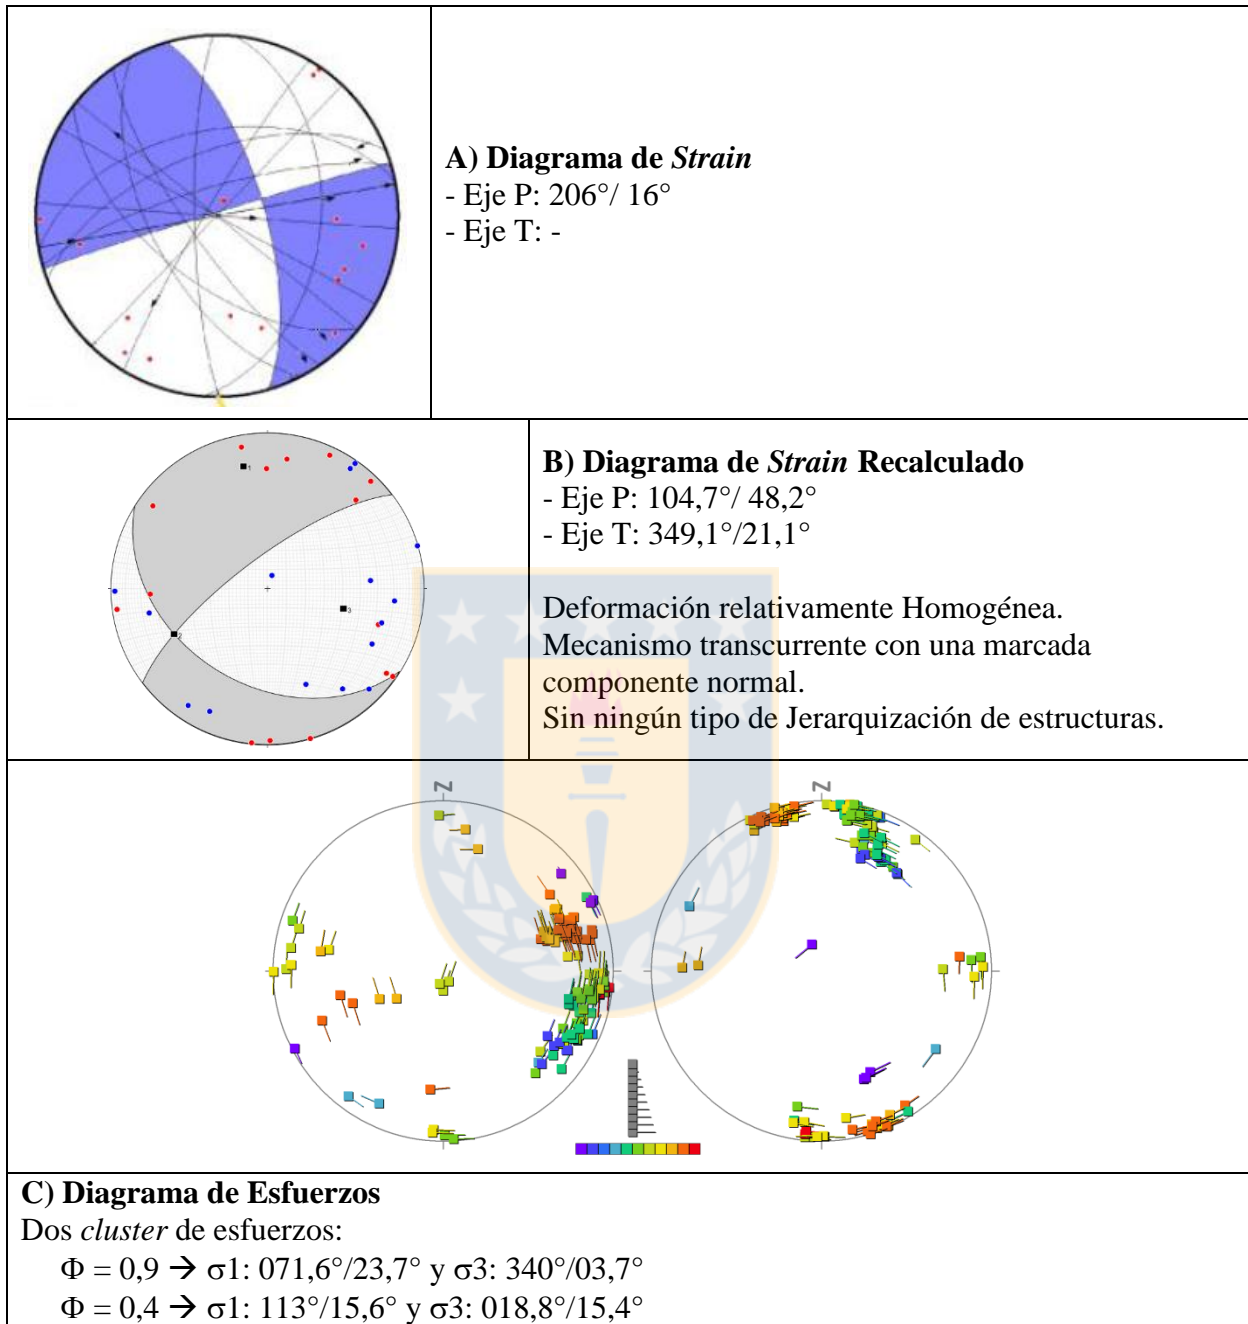 A) Diagrama de Strain
- Eje P: 206°/ 16°
- Eje T: -
B) Diagrama de Strain Recalculado
- Eje P: 104,7°/ 48,2°
- Eje T: 349,1°/21,1°
Deformación relativamente Homogénea.
Mecanismo transcurrente con una marcada
componente normal.
Sin ningún tipo de Jerarquización de estructuras.
1
2
3
N
N
C) Diagrama de Esfuerzos
Dos cluster de esfuerzos:
Φ = 0,9 → σ1: 071,6°/23,7° y σ3: 340°/03,7°
Φ = 0,4 → σ1: 113°/15,6° y σ3: 018,8°/15,4°